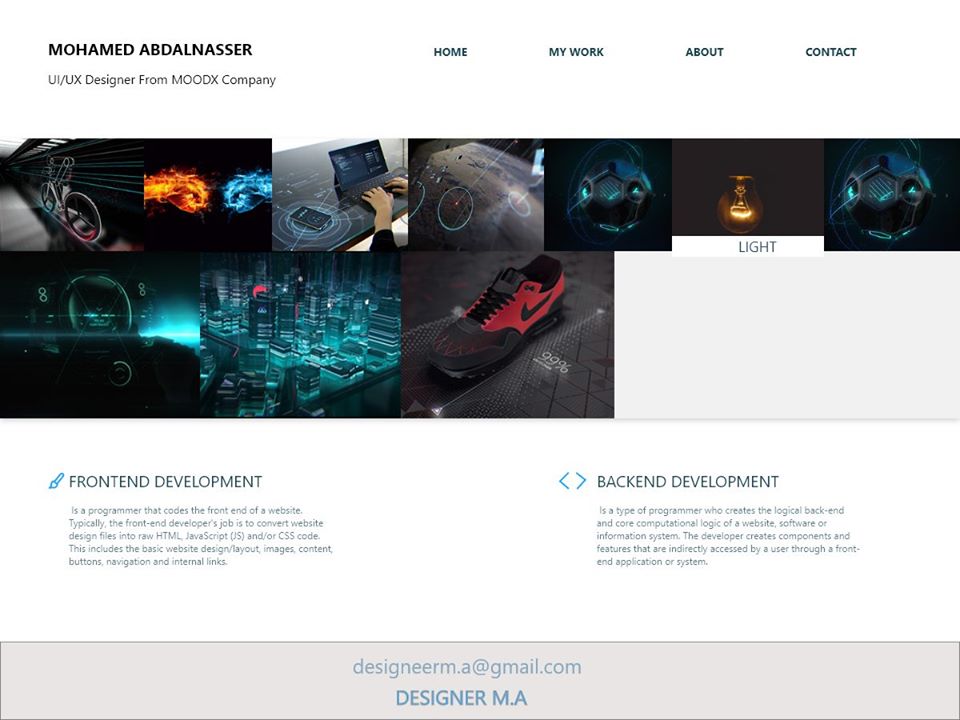 MOHAMED ABDALNASSER
UI/UX Designer From MOODX Company
HOME MY WORK ABOUT CONTACT
LIGHT
99%
FRONTEND DEVELOPMENT
Is a programmer that codes the front end of a website.
Typically, the front-end developer's job is to convert website
design files into raw HTML, JavaScript (JS) and/or CSS code.
This includes the basic website design/layout, images, content,
buttons, navigation and internal links.
BACKEND DEVELOPMENT
Is a type of programmer who creates the logical back-end
and core computational logic of a website, software or
information system. The developer creates components and
features that are indirectly accessed by a user through a front-
end application or system.
designeerm.a@gmail.com
DESIGNER M.A